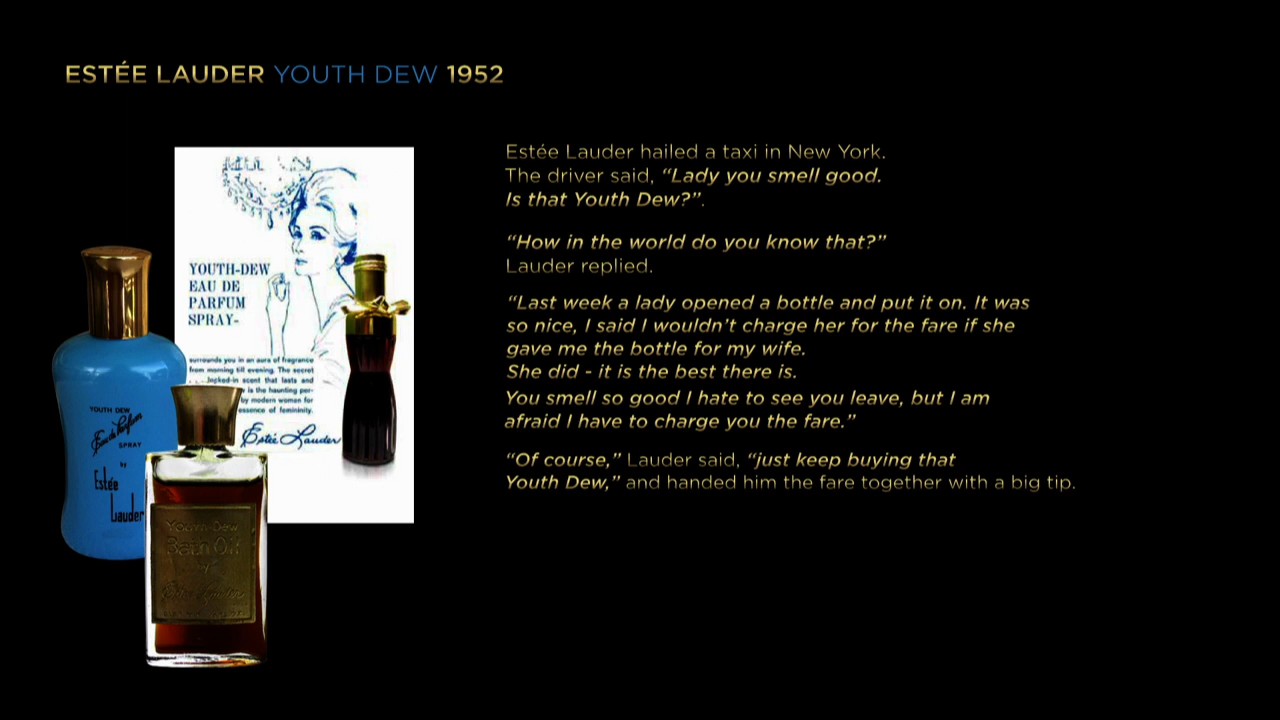 ESTÉE LAUDER YOUTH DEW 1952
Estée Lauder hailed a taxi in New York.
The driver said, “Lady you smell good.
Is that Youth Dew?”.
“How in the world do you know that?”
Lauder replied.
“Last week a lady opened a bottle and put it on. It was
so nice, I said I wouldn’t charge her for the fare if she
gave me the bottle for my wife.
She did - it is the best there is.
You smell so good I hate to see you leave, but I am
afraid I have to charge you the fare.”
“Of course,” Lauder said, “just keep buying that
Youth Dew,” and handed him the fare together with a big tip.
YOUTH-DEW
EAU DE
PARFUM
SPRAY-
surrounds you in an aura of fragrance
from morning till evening. The secret
. . . locked-in scent that lasts and
is the haunting per-
by modern women for
essence of femininity.
Estée Lauder
YOUTH DEW
Eau de Parfum
SPRAY
by
Estée
Lauder
Youth Dew
Bath Oil
by
Estée Lauder